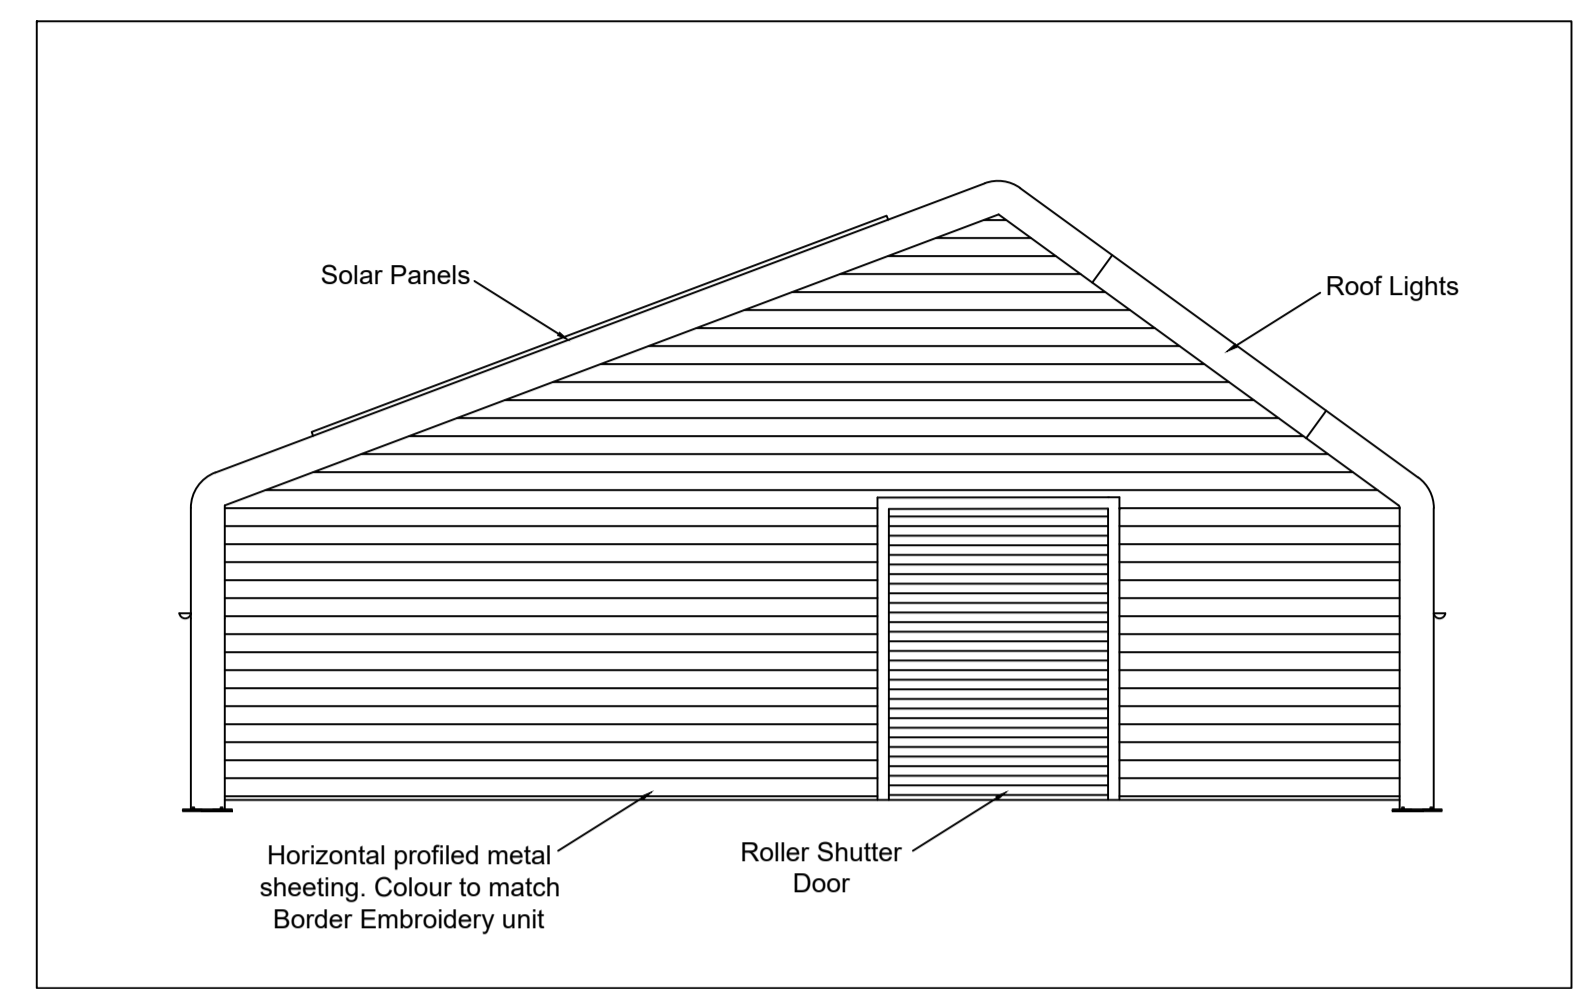 Solar Panels
Roof Lights
Horizontal profiled metal
sheeting. Colour to match
Border Embroidery unit
Roller Shutter
Door